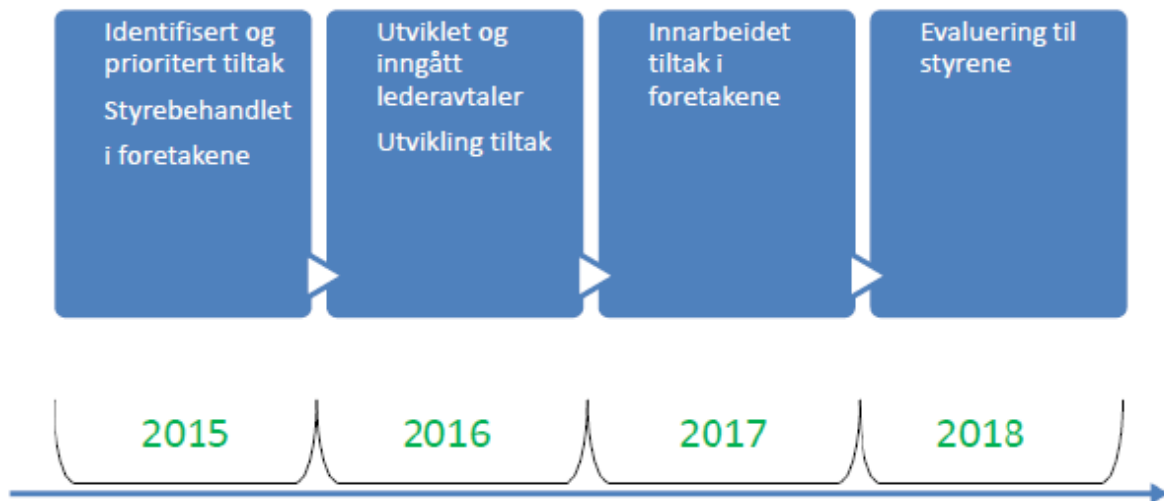 Identifisert og
prioritert tiltak
Styrebehandlet
i foretakene
Utviklet og
inngått
lederavtaler
Utvikling tiltak
Innarbeidet
tiltak i
foretakene
Evaluering til
styrene
2015
2016
2017
2018